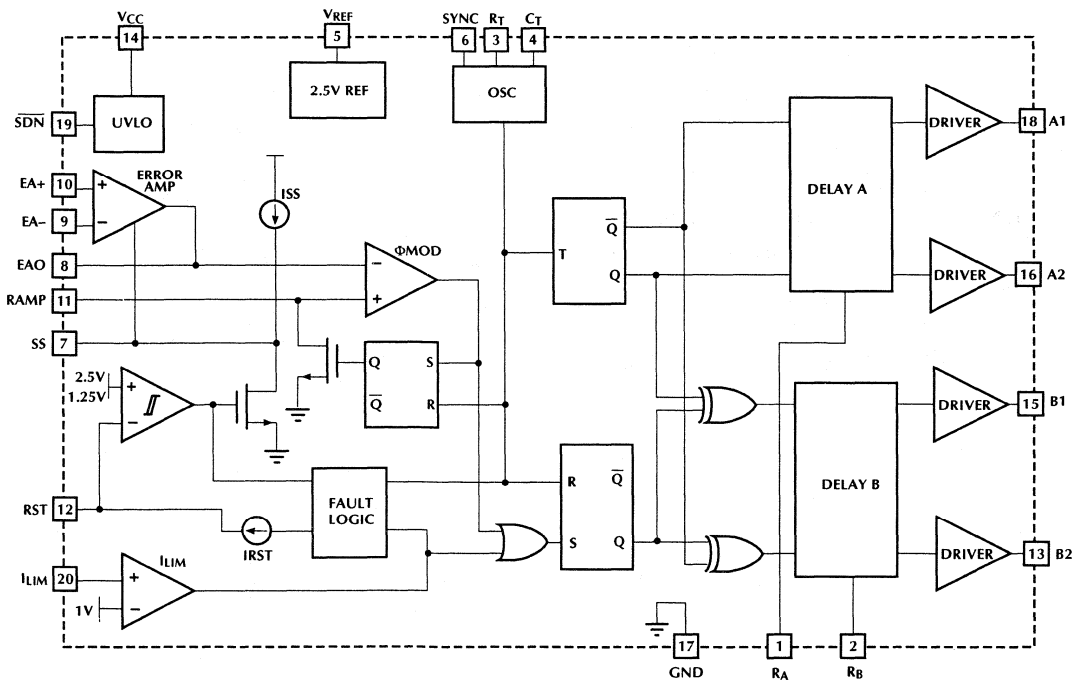 VCC
14
VREF
5
SYNC RT CT
6 3 4
2.5V REF
OSC
SDN 19
UVLO
DRIVER
18 A1
DELAY A
EA+ 10
+
ERROR
AMP
ISS
EA– 9
–
EAO 8
ΦMOD
–
+
T
Q
Q
DRIVER
16 A2
RAMP 11
SS 7
2.5V
1.25V
+
–
Q S
Q R
DRIVER
15 B1
DELAY B
RST 12
FAULT
LOGIC
IRST
R Q
S Q
ILIM
ILIM 20
+
1V
–
DRIVER
13 B2
17
GND
1
RA
2
RB